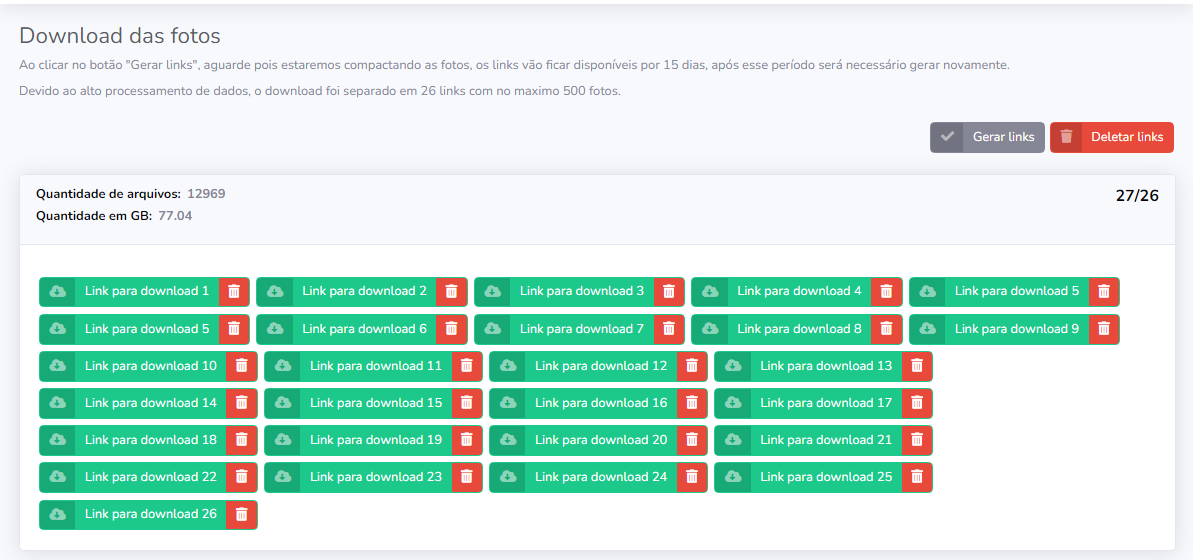 Download das fotos
Ao clicar no botão "Gerar links", aguarde pois estaremos compactando as fotos, os links vão ficar disponíveis por 15 dias, após esse período será necessário gerar novamente.
Devido ao alto processamento de dados, o download foi separado em 26 links com no maximo 500 fotos.
Gerar links Deletar links
Quantidade de arquivos: 12969 27/26
Quantidade em GB: 77.04
Link para download 1 Link para download 2 Link para download 3 Link para download 4 Link para download 5
Link para download 5 Link para download 6 Link para download 7 Link para download 8 Link para download 9
Link para download 10 Link para download 11 Link para download 12 Link para download 13
Link para download 14 Link para download 15 Link para download 16 Link para download 17
Link para download 18 Link para download 19 Link para download 20 Link para download 21
Link para download 22 Link para download 23 Link para download 24 Link para download 25
Link para download 26